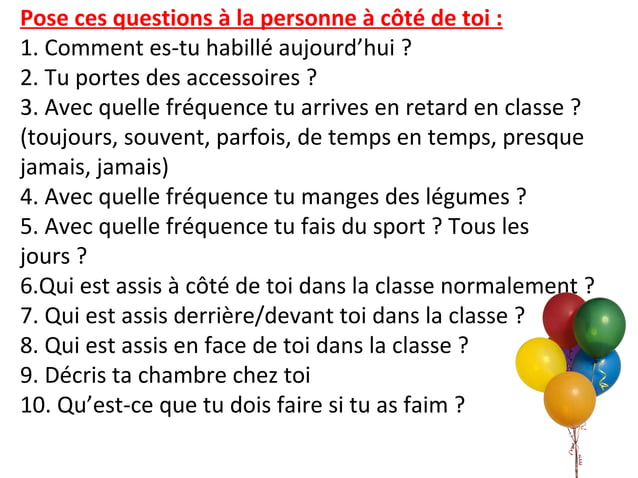 Pose ces questions à la personne à côté de toi :
1. Comment es-tu habillé aujourd’hui ?
2. Tu portes des accessoires ?
3. Avec quelle fréquence tu arrives en retard en classe ?
(toujours, souvent, parfois, de temps en temps, presque
jamais, jamais)
4. Avec quelle fréquence tu manges des légumes ?
5. Avec quelle fréquence tu fais du sport ? Tous les
jours ?
6.Qui est assis à côté de toi dans la classe normalement ?
7. Qui est assis derrière/devant toi dans la classe ?
8. Qui est assis en face de toi dans la classe ?
9. Décris ta chambre chez toi
10. Qu’est-ce que tu dois faire si tu as faim ?